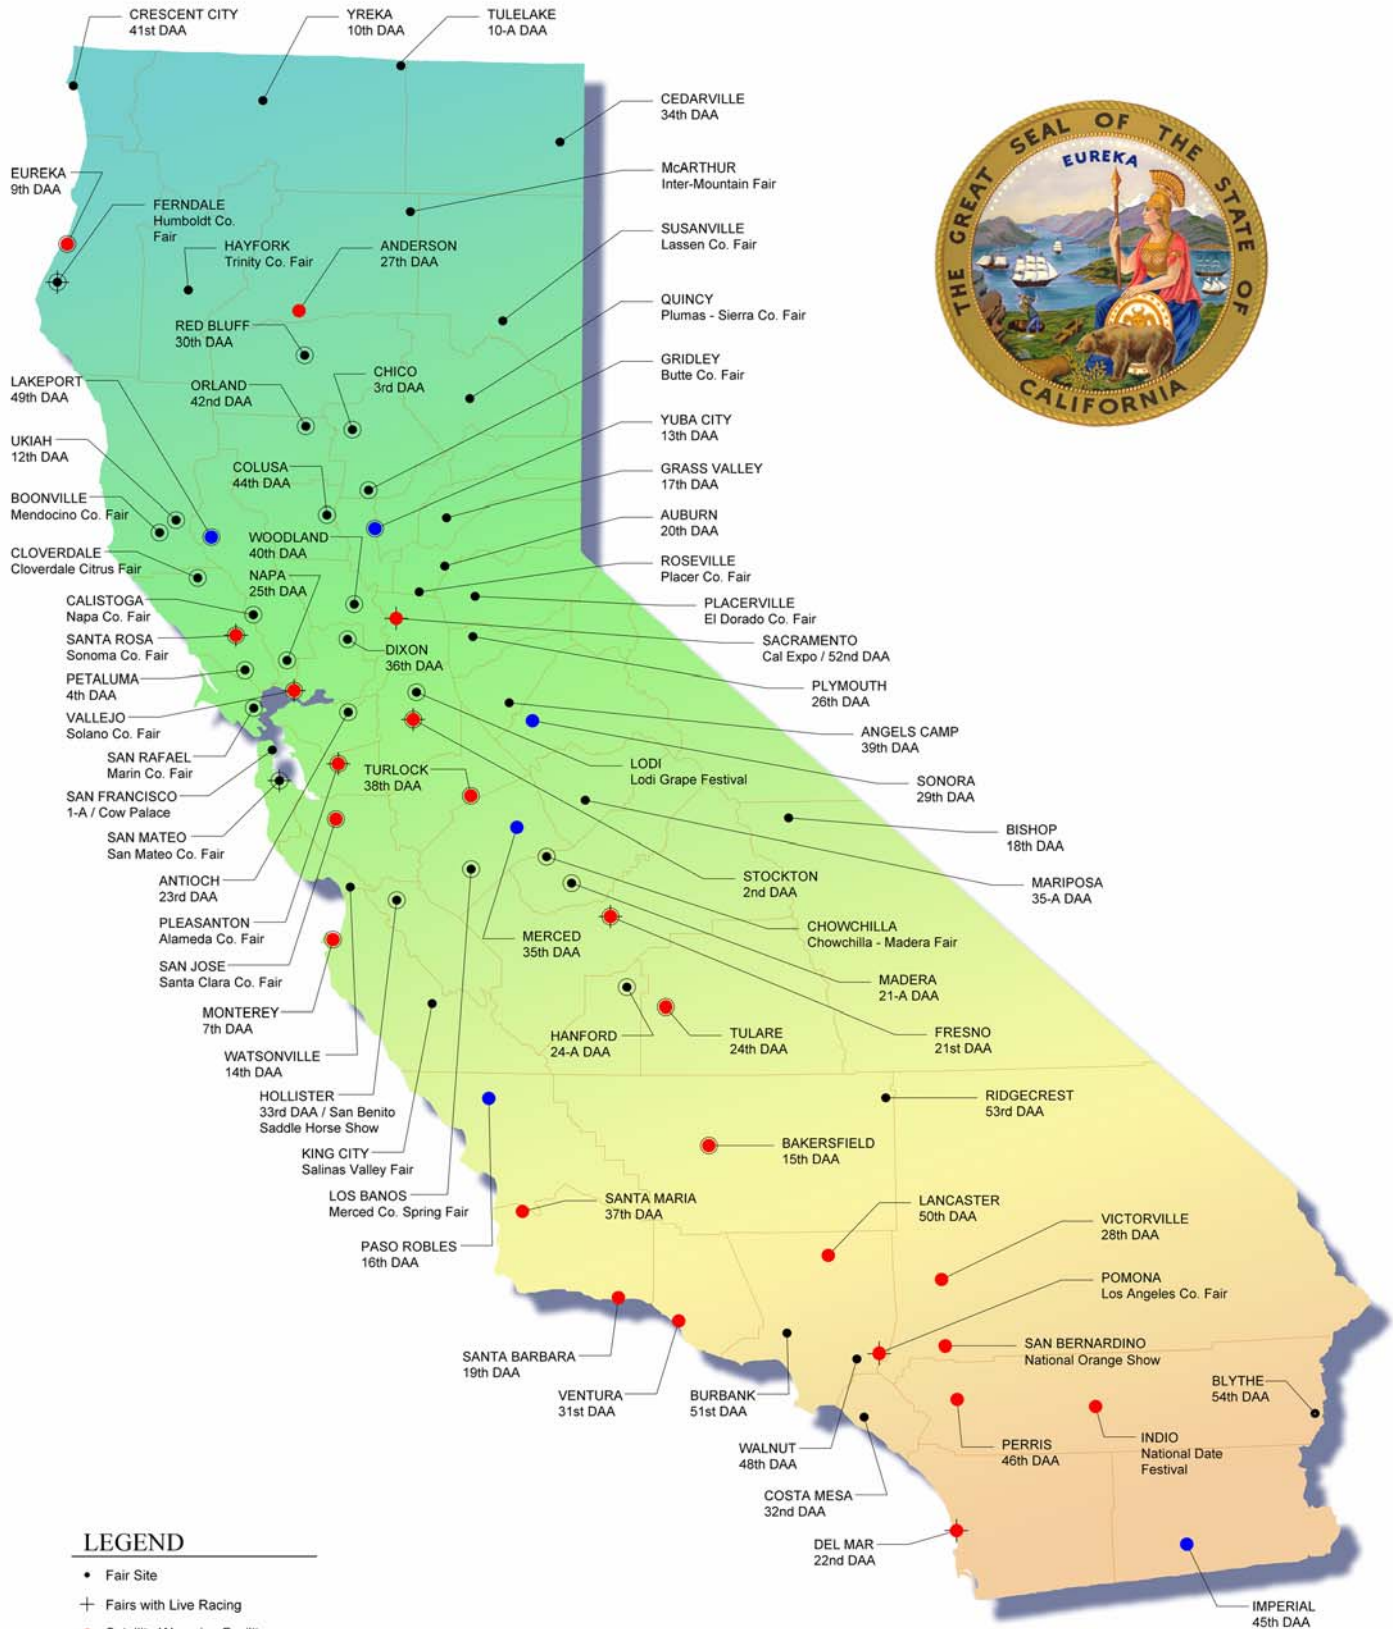 CRESCENT CITY
41st DAA
YREKA
10th DAA
TULELAKE
10-A DAA
CEDARVILLE
34th DAA
McARTHUR
Inter-Mountain Fair
EUREKA
9th DAA
FERNDALE
Humboldt Co.
Fair
HAYFORK
Trinity Co. Fair
ANDERSON
27th DAA
SUSANVILLE
Lassen Co. Fair
QUINCY
Plumas - Sierra Co. Fair
RED BLUFF
30th DAA
GRIDLEY
Butte Co. Fair
LAKEPORT
49th DAA
ORLAND
42nd DAA
CHICO
3rd DAA
YUBA CITY
13th DAA
UKIAH
12th DAA
COLUSA
44th DAA
GRASS VALLEY
17th DAA
BOONVILLE
Mendocino Co. Fair
AUBURN
20th DAA
WOODLAND
40th DAA
CLOVERDALE
Cloverdale Citrus Fair
NAPA
25th DAA
ROSEVILLE
Placer Co. Fair
CALISTOGA
Napa Co. Fair
PLACERVILLE
El Dorado Co. Fair
SANTA ROSA
Sonoma Co. Fair
DIXON
36th DAA
SACRAMENTO
Cal Expo / 52nd DAA
PETALUMA
4th DAA
PLYMOUTH
26th DAA
VALLEJO
Solano Co. Fair
ANGELS CAMP
39th DAA
SAN RAFAEL
Marin Co. Fair
TURLOCK
38th DAA
LODI
Lodi Grape Festival
SONORA
29th DAA
SAN FRANCISCO
1-A / Cow Palace
SAN MATEO
San Mateo Co. Fair
BISHOP
18th DAA
ANTIOCH
23rd DAA
STOCKTON
2nd DAA
MARIPOSA
35-A DAA
PLEASANTON
Alameda Co. Fair
MERCED
35th DAA
CHOWCHILLA
Chowchilla - Madera Fair
SAN JOSE
Santa Clara Co. Fair
MADERA
21-A DAA
MONTEREY
7th DAA
HANFORD
24-A DAA
TULARE
24th DAA
FRESNO
21st DAA
WATSONVILLE
14th DAA
HOLLISTER
33rd DAA / San Benito
Saddle Horse Show
RIDGECREST
53rd DAA
KING CITY
Salinas Valley Fair
BAKERSFIELD
15th DAA
LOS BANOS
Merced Co. Spring Fair
SANTA MARIA
37th DAA
LANCASTER
50th DAA
VICTORVILLE
28th DAA
PASO ROBLES
16th DAA
POMONA
Los Angeles Co. Fair
SANTA BARBARA
19th DAA
SAN BERNARDINO
National Orange Show
VENTURA
31st DAA
BURBANK
51st DAA
BLYTHE
54th DAA
WALNUT
48th DAA
PERRIS
46th DAA
INDIO
National Date
Festival
COSTA MESA
32nd DAA
DEL MAR
22nd DAA
IMPERIAL
45th DAA
THE GREAT SEAL OF THE STATE OF
EUREKA
CALIFORNIA
LEGEND
Fair Site
Fairs with Live Racing